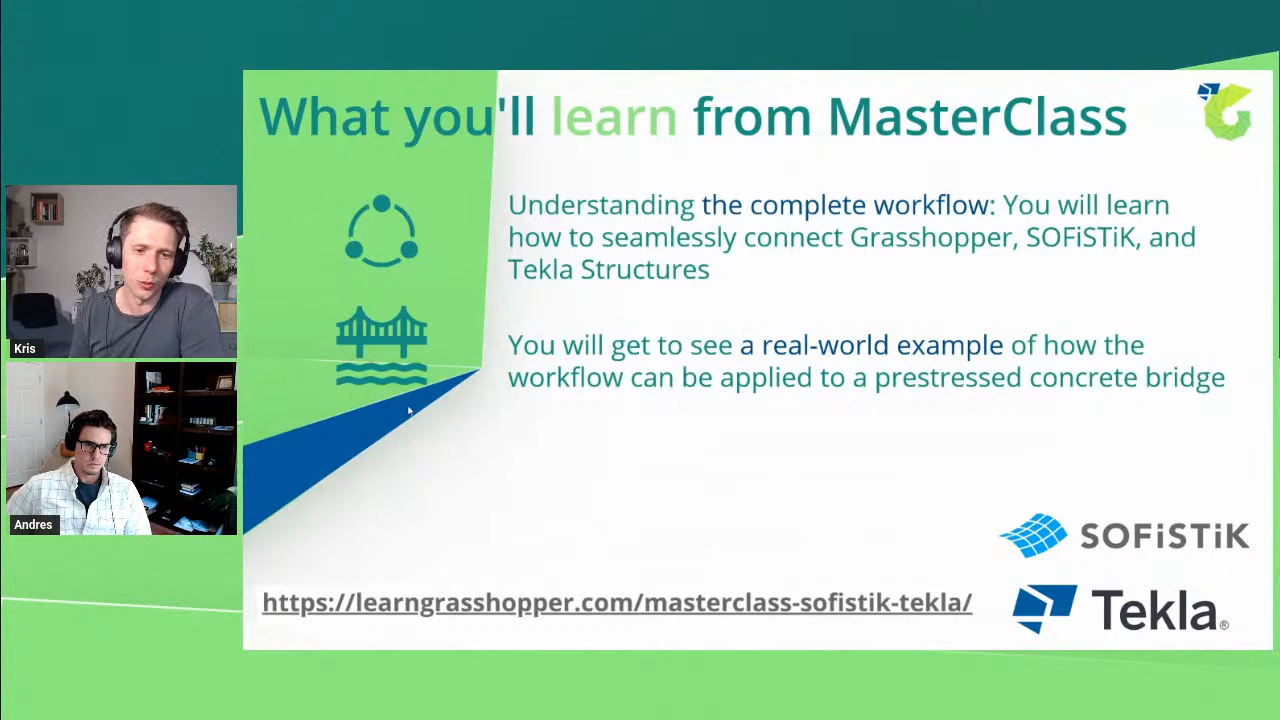 What you'll learn from MasterClass
Understanding the complete workflow: You will learn
how to seamlessly connect Grasshopper, SOFiSTiK, and
Tekla Structures
You will get to see a real-world example of how the
workflow can be applied to a prestressed concrete bridge
Kris
Andres
SOFiSTiK
https://learngrasshopper.com/masterclass-sofistik-tekla/
Tekla®